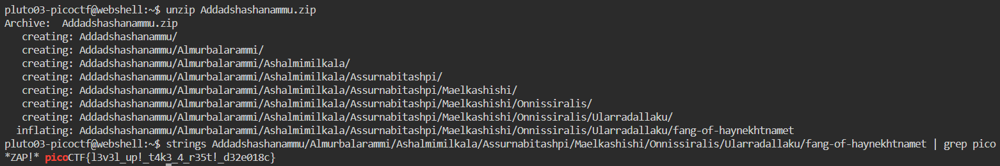 pluto03-picoctf@webshell:~$ unzip Addadshashanammu.zip
Archive:  Addadshashanammu.zip
   creating: Addadshashanammu/
   creating: Addadshashanammu/Almurbalarammi/
   creating: Addadshashanammu/Almurbalarammi/Ashalmimilkala/
   creating: Addadshashanammu/Almurbalarammi/Ashalmimilkala/Assurnabitashpi/
   creating: Addadshashanammu/Almurbalarammi/Ashalmimilkala/Assurnabitashpi/Maelkashishi/
   creating: Addadshashanammu/Almurbalarammi/Ashalmimilkala/Assurnabitashpi/Maelkashishi/Onnissiralis/
   creating: Addadshashanammu/Almurbalarammi/Ashalmimilkala/Assurnabitashpi/Maelkashishi/Onnissiralis/Ularradallaku/
  inflating: Addadshashanammu/Almurbalarammi/Ashalmimilkala/Assurnabitashpi/Maelkashishi/Onnissiralis/Ularradallaku/fang-of-haynekhtnamet
pluto03-picoctf@webshell:~$ strings Addadshashanammu/Almurbalarammi/Ashalmimilkala/Assurnabitashpi/Maelkashishi/Onnissiralis/Ularradallaku/fang-of-haynekhtnamet | grep pico
*ZAP!* picoCTF{l3v3l_up!_t4k3_4_r35t!_d32e018c}